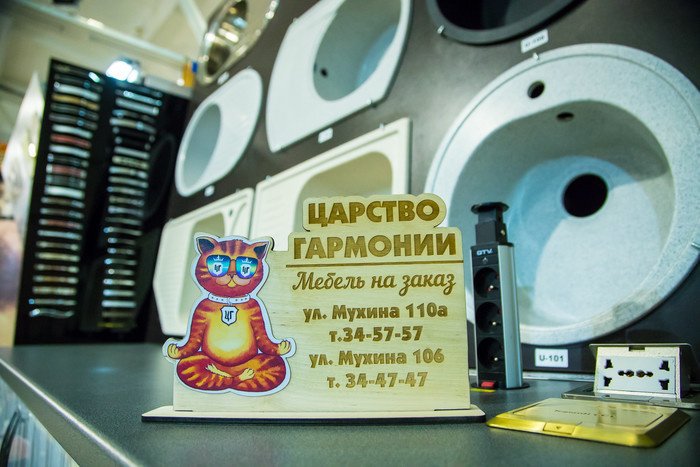 ЦАРСТВО
ГАРМОНИИ
Мебель на заказ
ул. Мухина 110а
т.34-57-57
ул. Мухина 106
т. 34-47-47
ЦГ
GTV
U-101